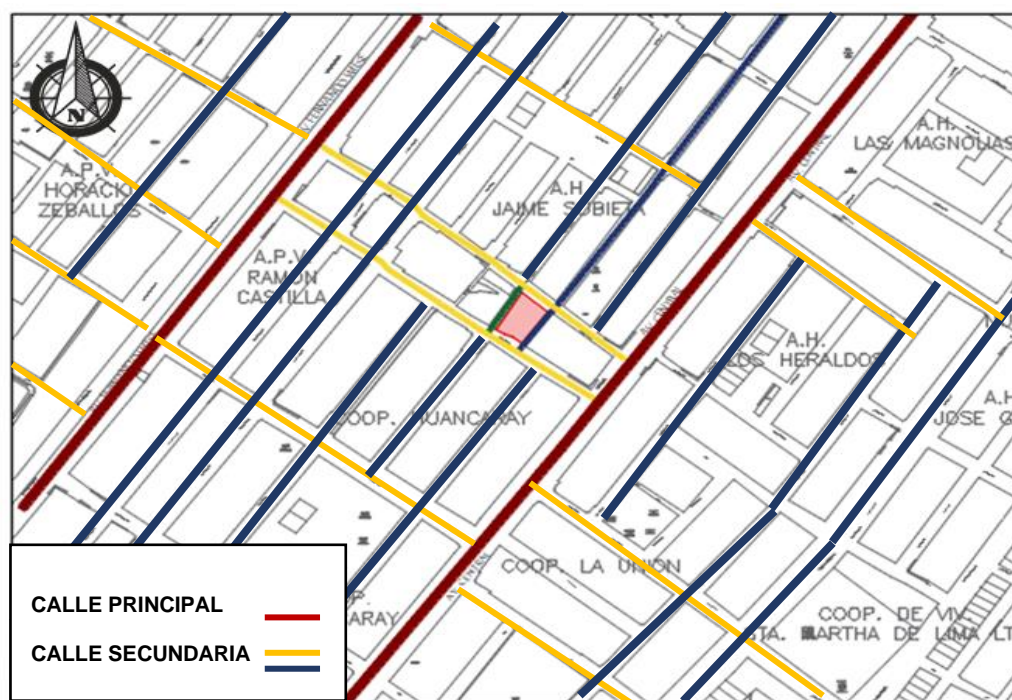 N
A.P.V.
HORACIO
ZEBALLOS
A.H.
LAS MAGNOLIAS
A.H.
JAIME SUBIETA
A.P.V.
RAMON
CASTILLA
A.H.
LOS HERALDOS
COOP. HUANCARAY
A.H.
JOSE G
COOP. LA UNION
ARAY
COOP. DE VIV.
STA. MARTHA DE LIMA LT
CALLE PRINCIPAL
CALLE SECUNDARIA